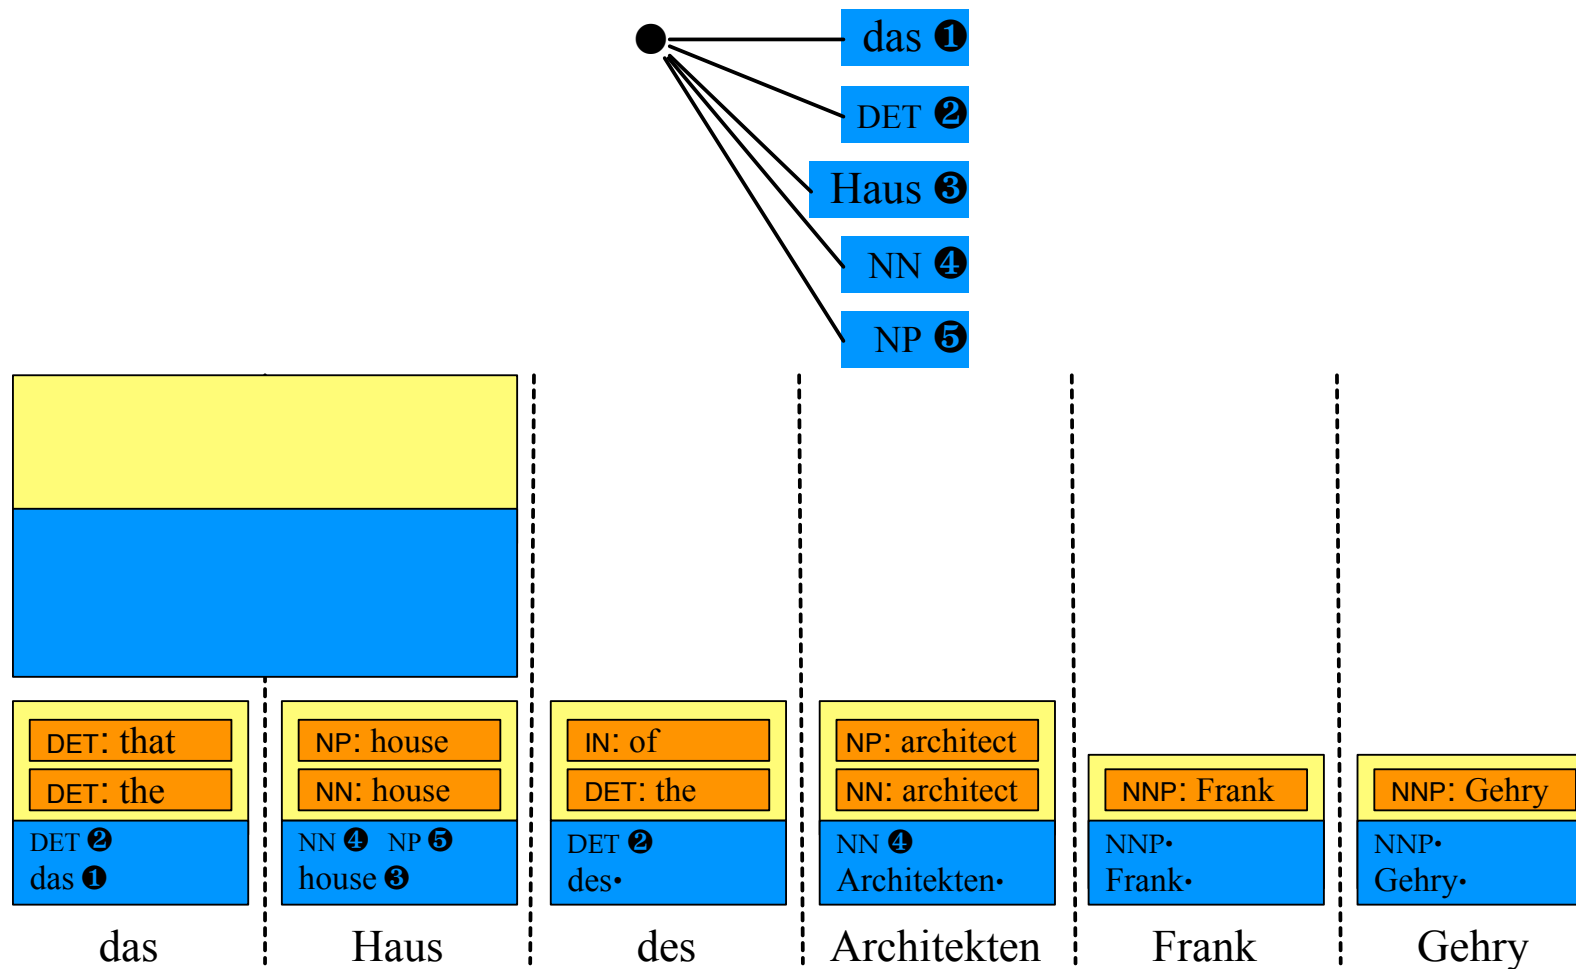 das ❶
DET ❷
Haus ❸
NN ❹
NP ❺
DET: that
DET: the
DET ❷
das ❶
NP: house
NN: house
NN ❹ NP ❺
house ❸
IN: of
DET: the
DET ❷
des•
NP: architect
NN: architect
NN ❹
Architekten•
NNP: Frank
NNP•
Frank•
NNP: Gehry
NNP•
Gehry•
das Haus des Architekten Frank Gehry